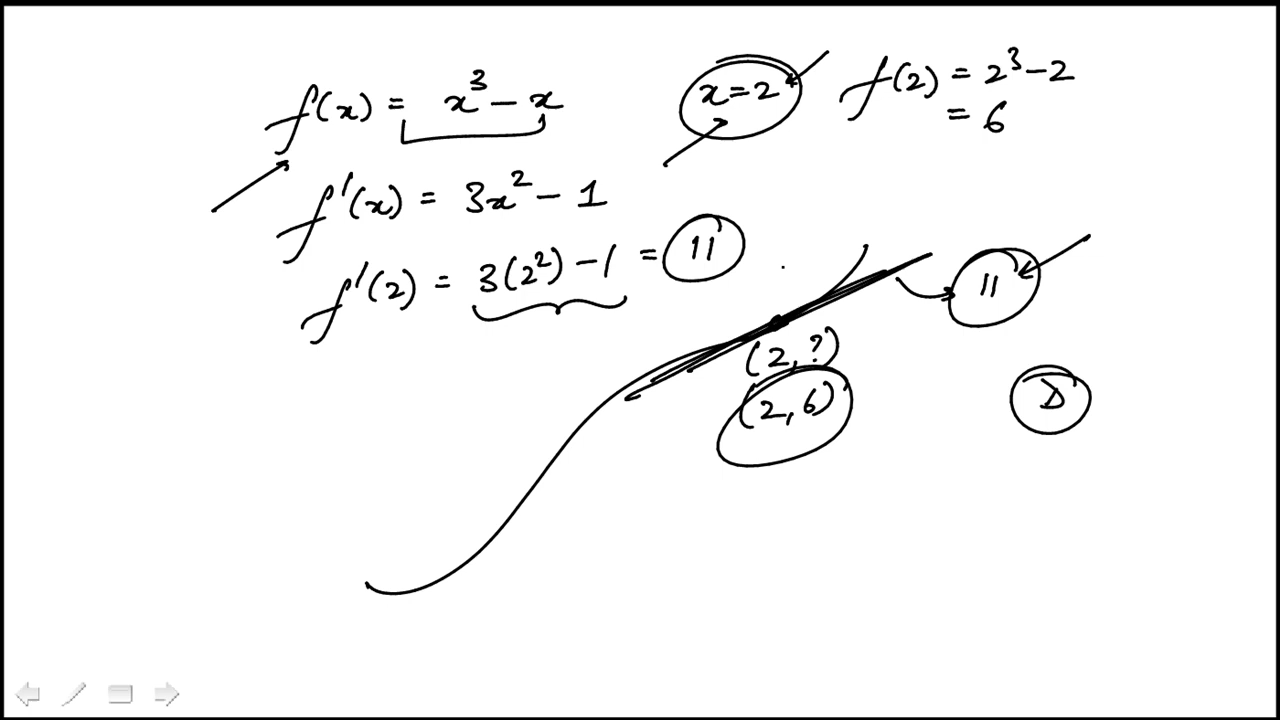 f(x) = x³ − x
x = 2
f(2) = 2³ − 2
= 6
f'(x) = 3x² − 1
f'(2) = 3(2²) − 1 = 11
11
(2, ?)
(2, 6)
D